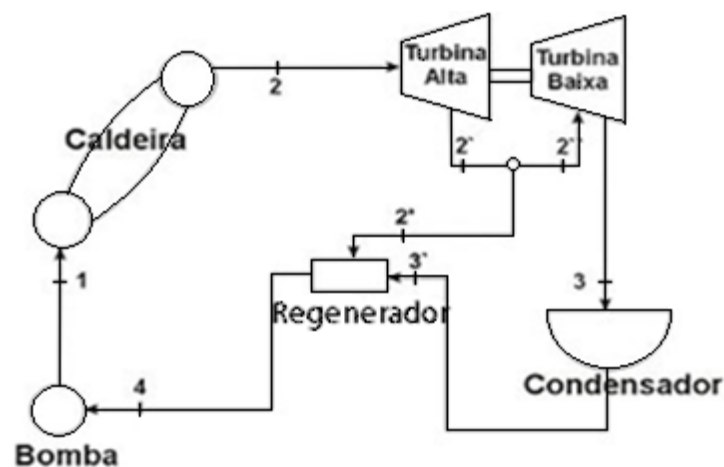 Turbina
Alta
Turbina
Baixa
2
Caldeira
2`
2``
2*
3`
1
3
Regenerador
Condensador
4
Bomba